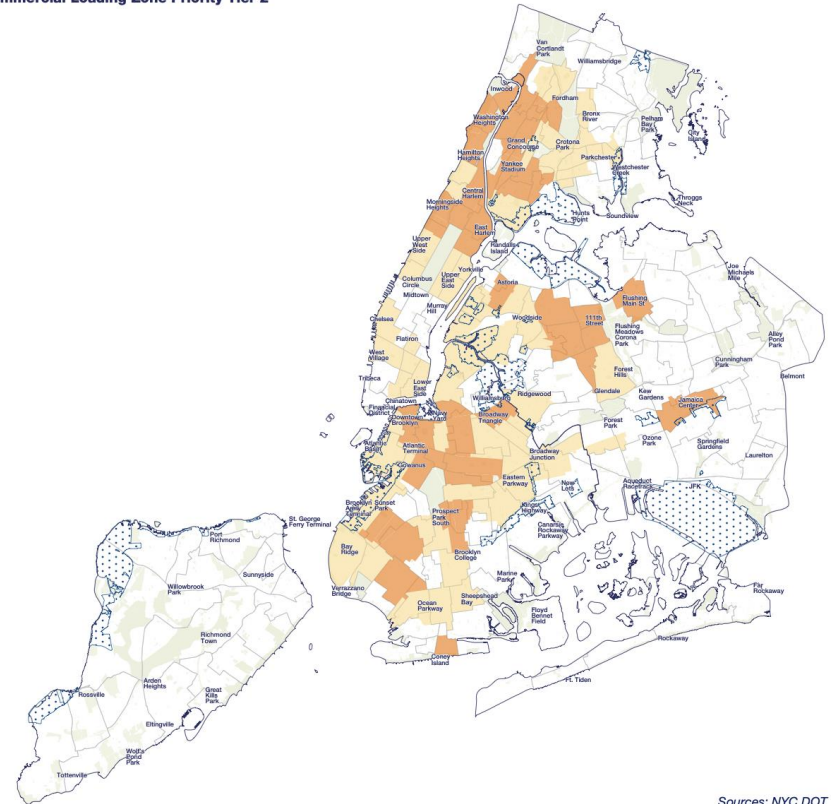 mmercial Loading Zone Priority Tier 2
Van
Cortlandt
Park
Williamsbridge
Inwood
Fordham
Washington
Heights
Bronx
River
Pelham
Bay
Park
City
Island
Grand
Concourse
Crotona
Park
Hamilton
Heights
Parkchester
Yankee
Stadium
Westchester
Creek
Central
Harlem
Throggs
Neck
Morningside
Heights
Hunts
Point
Soundview
East
Harlem
Upper
West
Side
Randalls
Island
Joe
Michaels
Mile
Yorkville
Columbus
Circle
Upper
East
Side
Astoria
Midtown
Flushing
Main St
Murray
Hill
Chelsea
Woodside
111th
Street
Flushing
Meadows
Corona
Park
Alley
Pond
Park
Flatiron
West
Village
Cunningham
Park
Forest
Hills
Belmont
Tribeca
Lower
East
Side
Glendale
Kew
Gardens
Chinatown
Williamsburg
Ridgewood
Jamaica
Center
Financial
District
Downtown
Brooklyn
Navy
Yard
Broadway
Triangle
Forest
Park
Ozone
Park
Springfield
Gardens
Atlantic
Basin
Atlantic
Terminal
Broadway
Junction
Laurelton
Gowanus
Eastern
Parkway
New
Lots
Aqueduct
Racetrack
JFK
Brooklyn
Army
Terminal
Sunset
Park
Prospect
Park
South
Kings
Highway
St. George
Ferry Terminal
Canarsie
Rockaway
Parkway
Port
Richmond
Bay
Ridge
Brooklyn
College
Sunnyside
Marine
Park
Willowbrook
Park
Verrazzano
Bridge
Far
Rockaway
Ocean
Parkway
Sheepshead
Bay
Floyd
Bennet
Field
Richmond
Town
Rockaway
Coney
Island
Ft. Tiden
Arden
Heights
Great
Kills
Park
Rossville
Eltingville
Wolf's
Pond
Park
Tottenville
Sources: NYC DOT